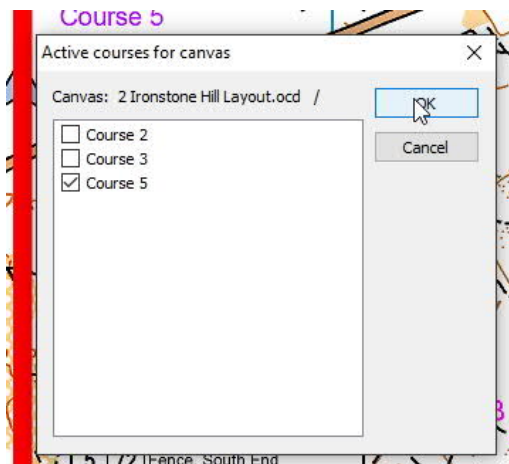 Course 5
Active courses for canvas
Canvas: 2 Ironstone Hill Layout.ocd /
OK
Course 2
Cancel
Course 3
Course 5
3
5 72 Fence, South End